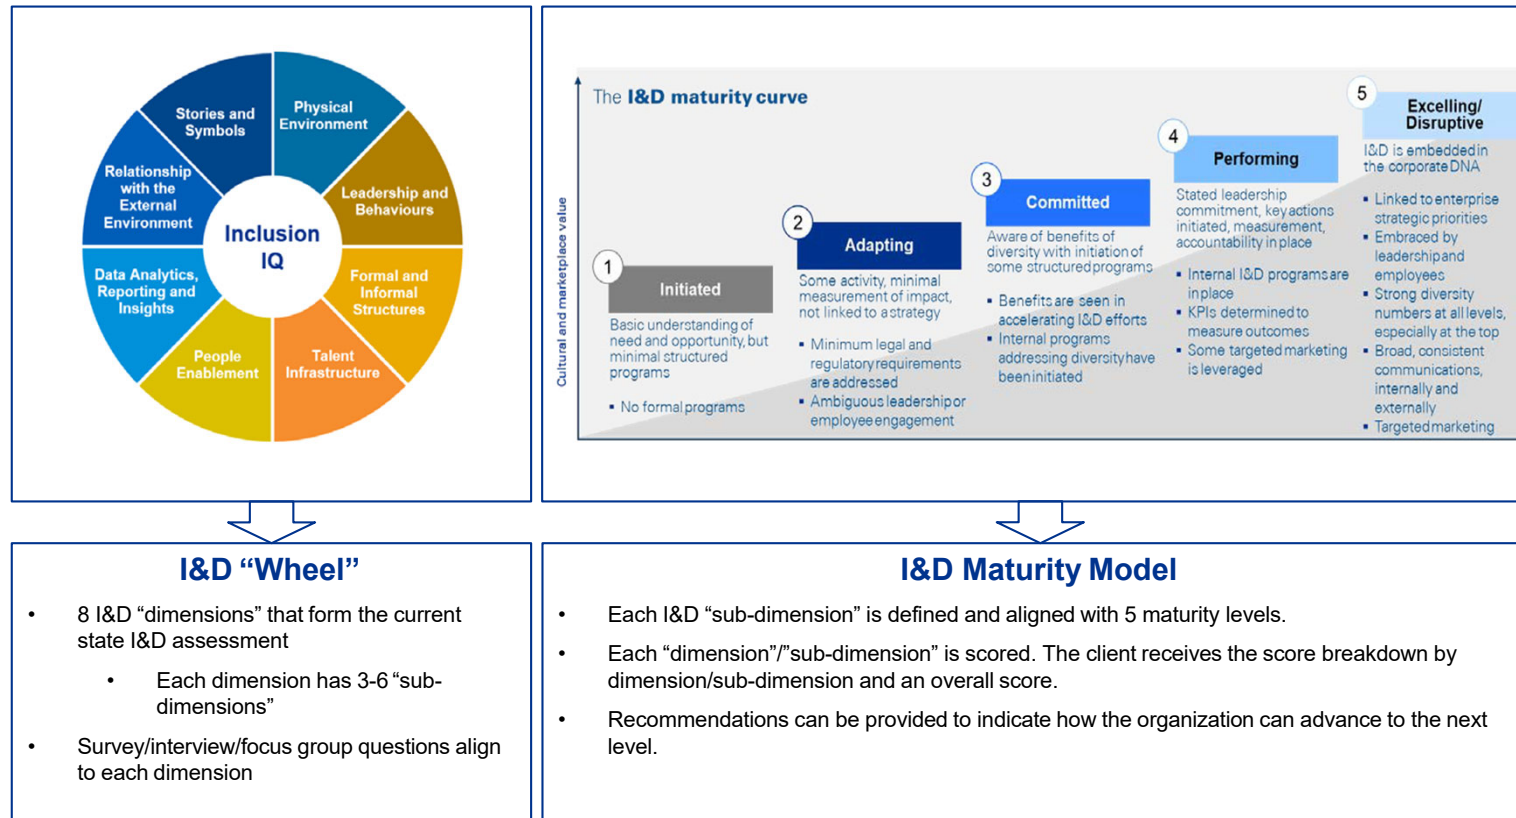 Stories and
Symbols
Physical
Environment
Leadership and
Behaviours
Formal and
Informal
Structures
Talent
Infrastructure
People
Enablement
Data Analytics,
Reporting and
Insights
Relationship
with the
External
Environment
Inclusion
IQ
The I&D maturity curve
Cultural and marketplace value
1
Initiated
Basic understanding of
need and opportunity, but
minimal structured
programs
▪ No formal programs
2
Adapting
Some activity, minimal
measurement of impact,
not linked to a strategy
▪ Minimum legal and
regulatory requirements
are addressed
▪ Ambiguous leadership or
employee engagement
3
Committed
Aware of benefits of
diversity with initiation of
some structured programs
▪ Benefits are seen in
accelerating I&D efforts
▪ Internal programs
addressing diversity have
been initiated
4
Performing
Stated leadership
commitment, key actions
initiated, measurement,
accountability in place
▪ Internal I&D programs are
in place
▪ KPIs determined to
measure outcomes
▪ Some targeted marketing
is leveraged
5
Excelling/
Disruptive
I&D is embedded in
the corporate DNA
▪ Linked to enterprise
strategic priorities
▪ Embraced by
leadership and
employees
▪ Strong diversity
numbers at all levels,
especially at the top
▪ Broad, consistent
communications,
internally and
externally
▪ Targeted marketing
I&D “Wheel”
• 8 I&D “dimensions” that form the current
state I&D assessment
• Each dimension has 3-6 “sub-
dimensions”
• Survey/interview/focus group questions align
to each dimension
I&D Maturity Model
• Each I&D “sub-dimension” is defined and aligned with 5 maturity levels.
• Each “dimension”/”sub-dimension” is scored. The client receives the score breakdown by
dimension/sub-dimension and an overall score.
• Recommendations can be provided to indicate how the organization can advance to the next
level.